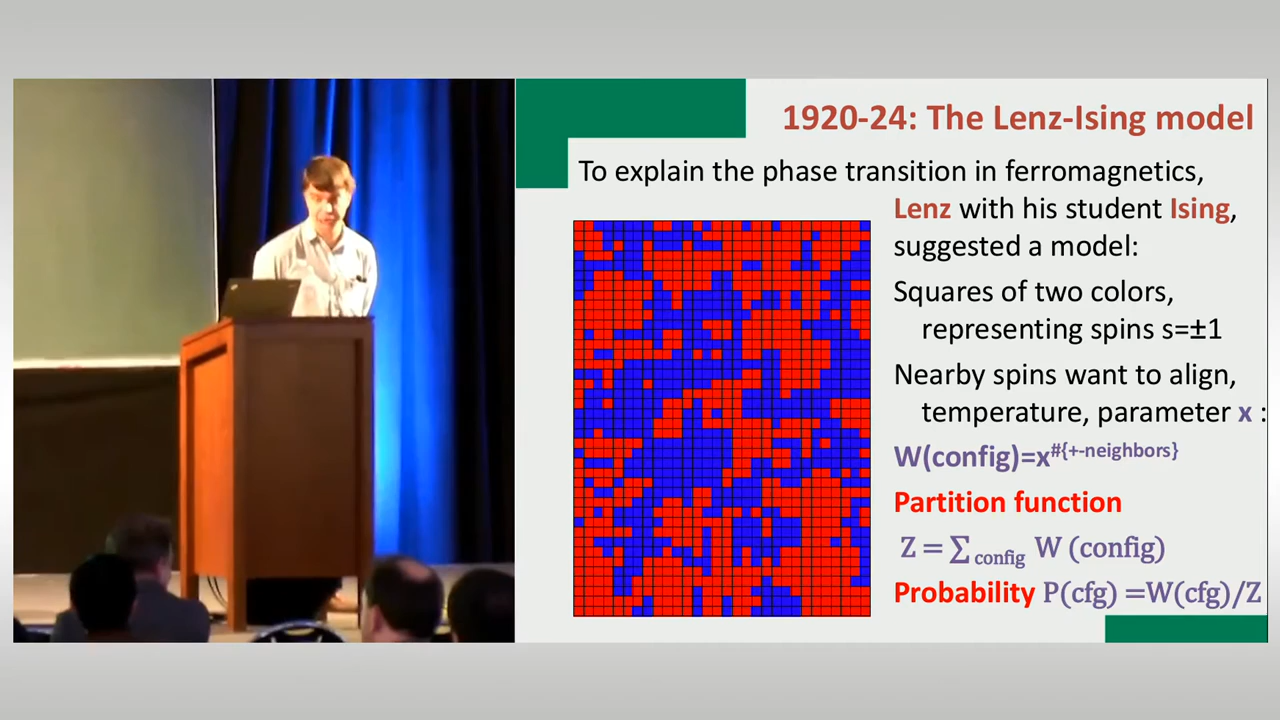 1920-24: The Lenz-Ising model
To explain the phase transition in ferromagnetics,
Lenz with his student Ising,
suggested a model:
Squares of two colors,
representing spins s=±1
Nearby spins want to align,
temperature, parameter x :
W(config)=x^#{+-neighbors}
Partition function
Z = ∑config W (config)
Probability P(cfg) =W(cfg)/Z